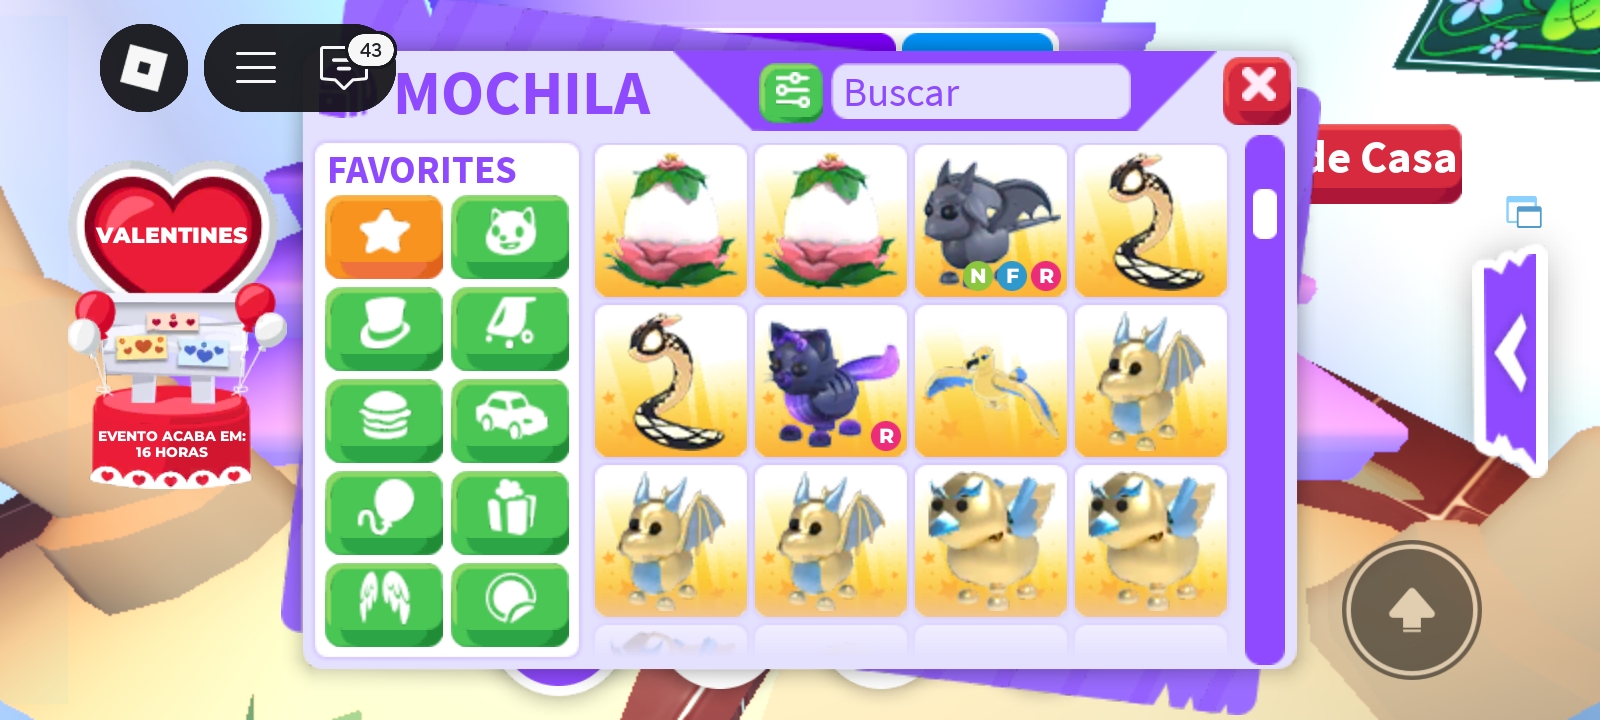 43
MOCHILA
Buscar
FAVORITES
de Casa
VALENTINES
N F R
R
EVENTO ACABA EM:
16 HORAS